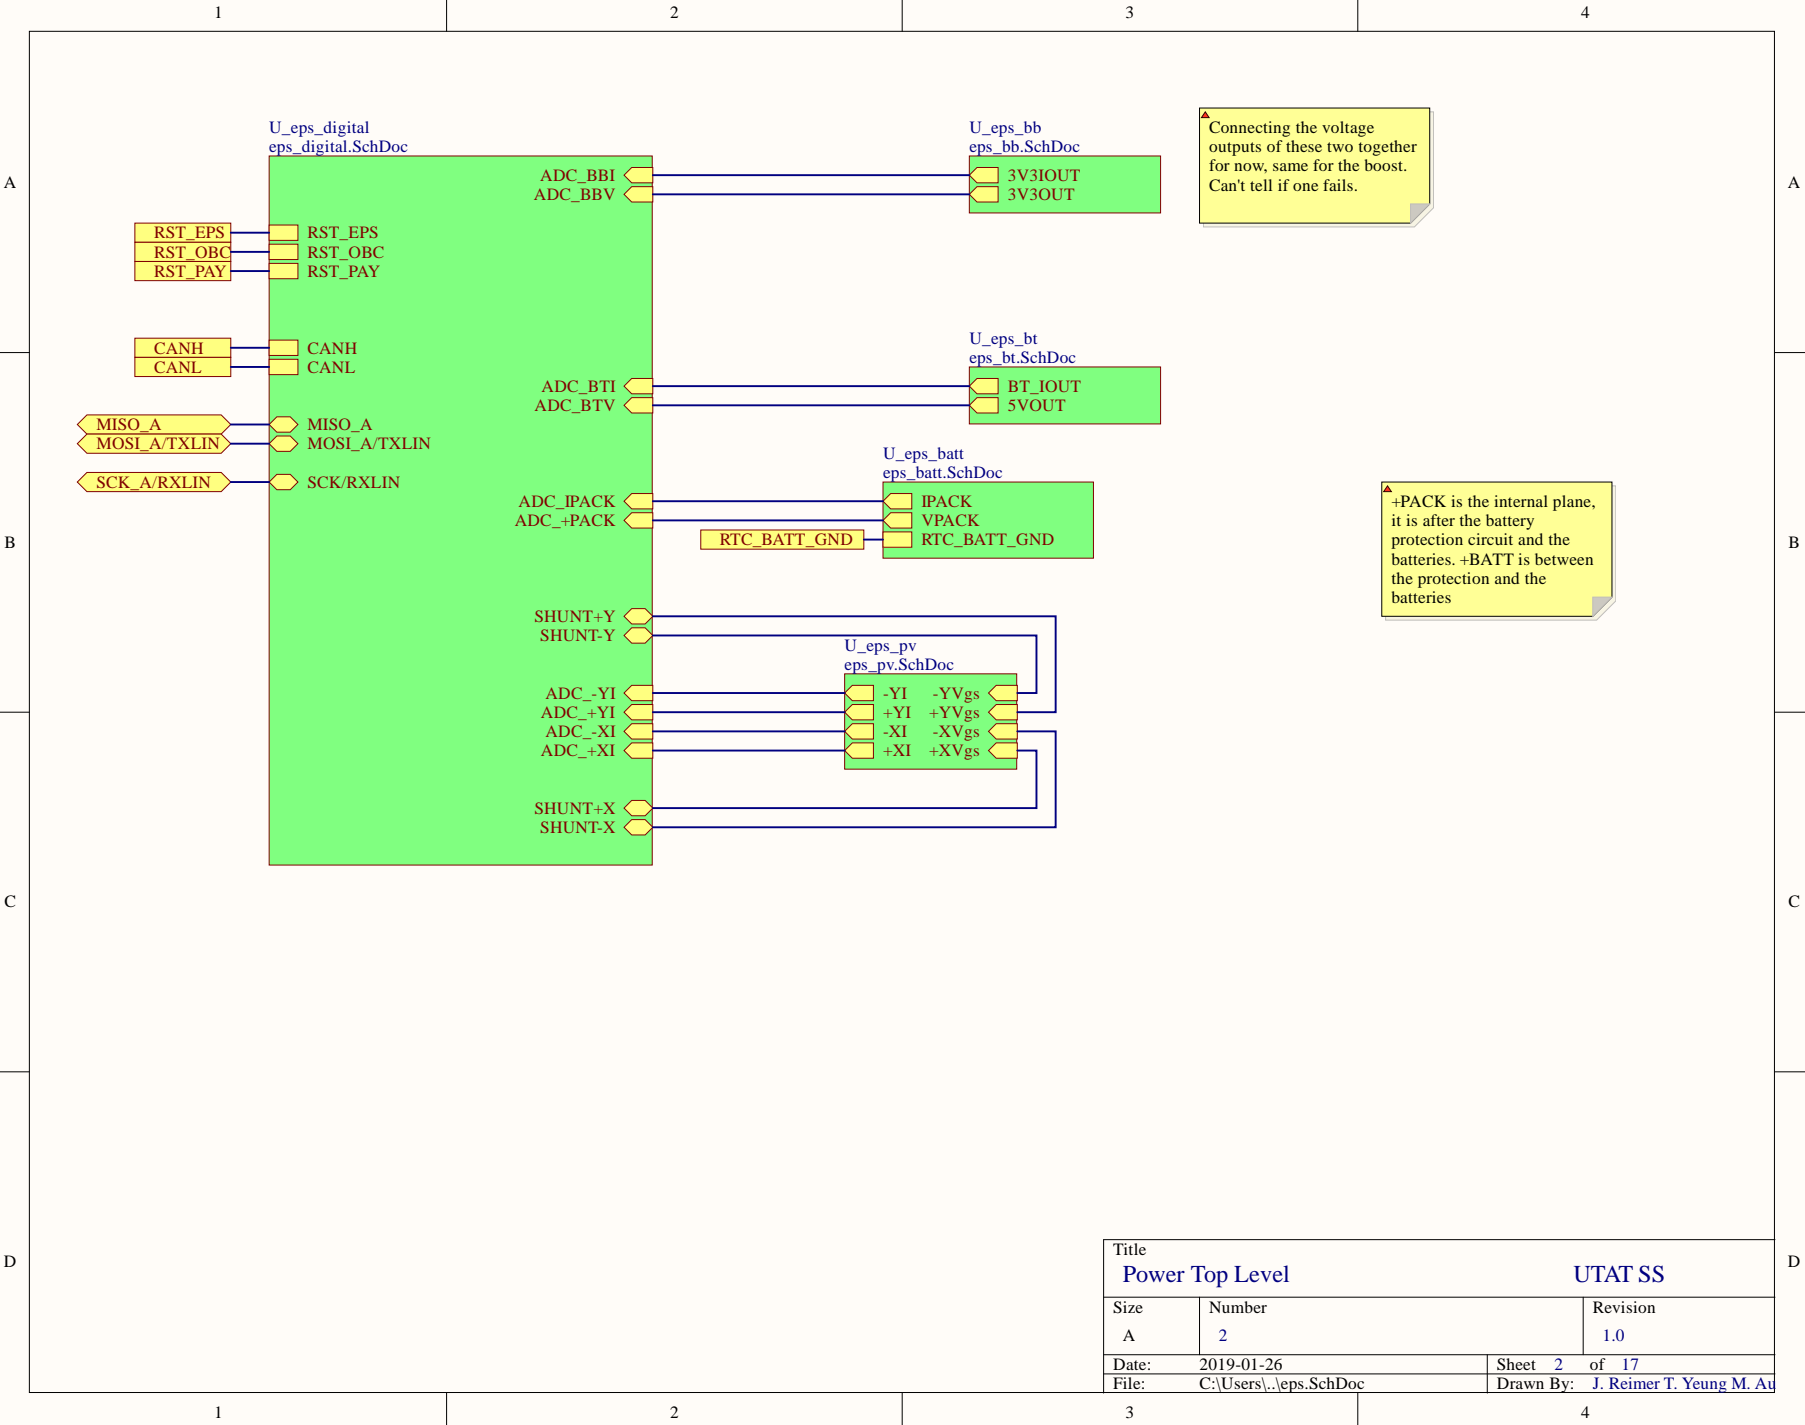 1 2 3 4
A A
B B
C C
D D
U_eps_digital
eps_digital.SchDoc
ADC_BBI
ADC_BBV
RST_EPS RST_EPS
RST_OBC RST_OBC
RST_PAY RST_PAY
CANH CANH
CANL CANL
ADC_BTI
ADC_BTV
MISO_A MISO_A
MOSI_A/TXLIN MOSI_A/TXLIN
SCK_A/RXLIN SCK/RXLIN
ADC_IPACK
ADC_+PACK
SHUNT+Y
SHUNT-Y
ADC_-YI
ADC_+YI
ADC_-XI
ADC_+XI
SHUNT+X
SHUNT-X
U_eps_bb
eps_bb.SchDoc
3V3IOUT
3V3OUT
Connecting the voltage
outputs of these two together
for now, same for the boost.
Can't tell if one fails.
U_eps_bt
eps_bt.SchDoc
BT_IOUT
5VOUT
U_eps_batt
eps_batt.SchDoc
IPACK
VPACK
RTC_BATT_GND RTC_BATT_GND
+PACK is the internal plane,
it is after the battery
protection circuit and the
batteries. +BATT is between
the protection and the
batteries
U_eps_pv
eps_pv.SchDoc
-YI -YVgs
+YI +YVgs
-XI -XVgs
+XI +XVgs
Title
Power Top Level UTAT SS
Size Number Revision
A 2 1.0
Date: 2019-01-26 Sheet 2 of 17
File: C:\Users\..\eps.SchDoc Drawn By: J. Reimer T. Yeung M. Au
1 2 3 4